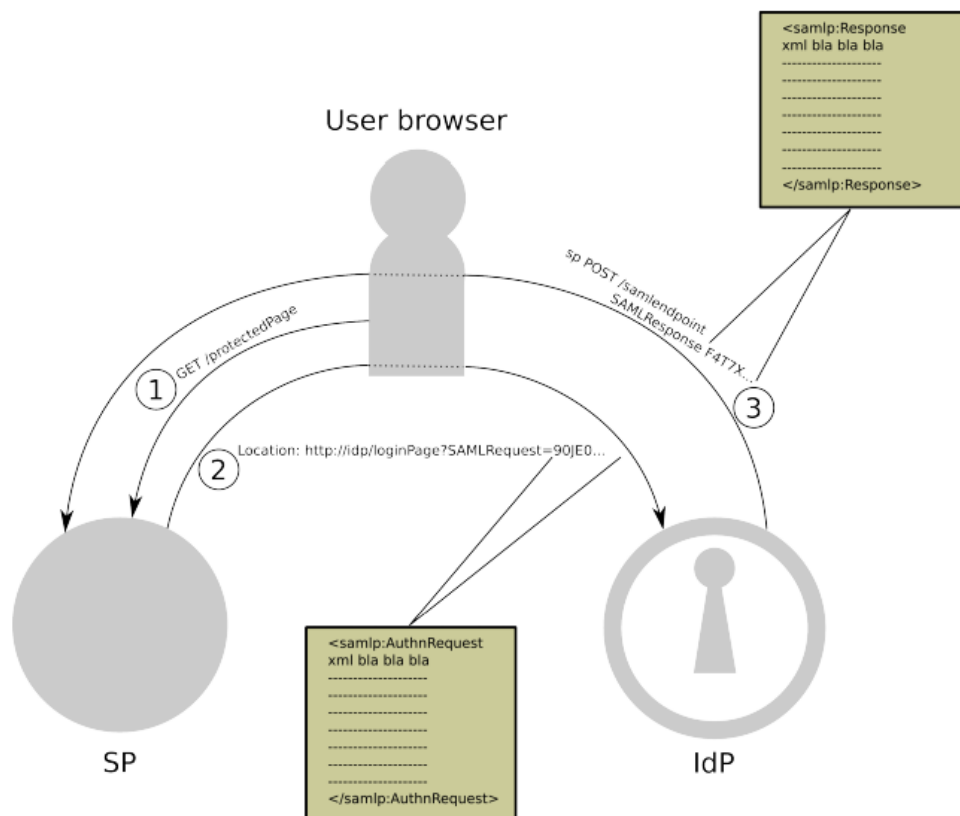 <samlp:Response
xml bla bla bla
--------------------
--------------------
--------------------
--------------------
--------------------
--------------------
--------------------
</samlp:Response>
User browser
sp POST /samlendpoint
SAMLResponse F4T7X...
GET /protectedPage
1
3
2
Location: http://idp/loginPage?SAMLRequest=90JE0...
<samlp:AuthnRequest
xml bla bla bla
--------------------
--------------------
--------------------
--------------------
--------------------
--------------------
--------------------
</samlp:AuthnRequest>
SP
IdP